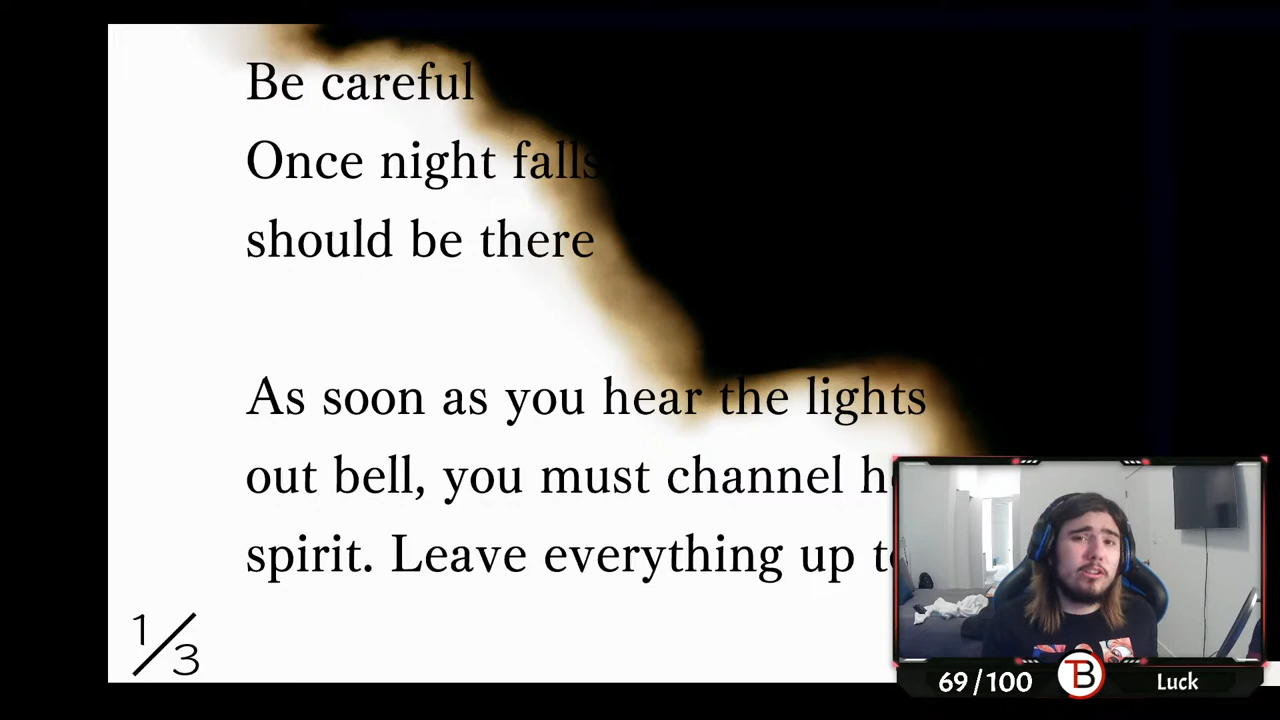 Be careful
Once night falls
should be there
As soon as you hear the lights
out bell, you must channel
spirit. Leave everything up
1/3
69/100
TB
Luck